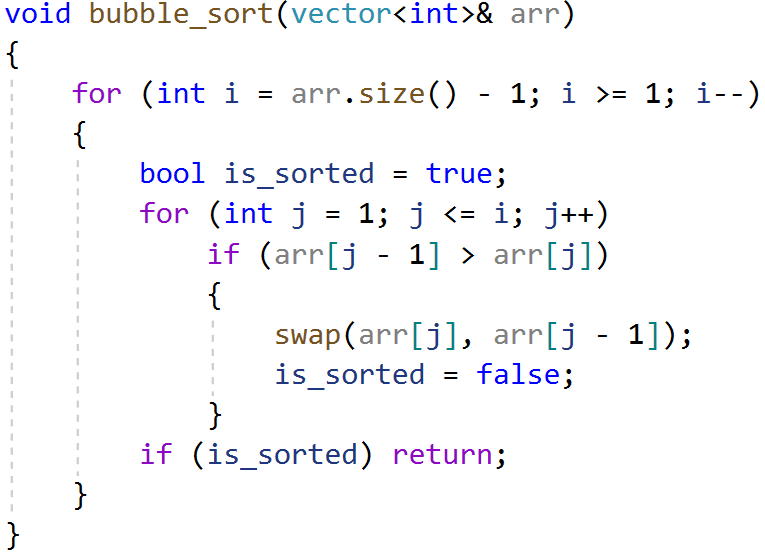 void bubble_sort(vector<int>& arr)
{
    for (int i = arr.size() - 1; i >= 1; i--)
    {
        bool is_sorted = true;
        for (int j = 1; j <= i; j++)
            if (arr[j - 1] > arr[j])
            {
                swap(arr[j], arr[j - 1]);
                is_sorted = false;
            }
        if (is_sorted) return;
    }
}